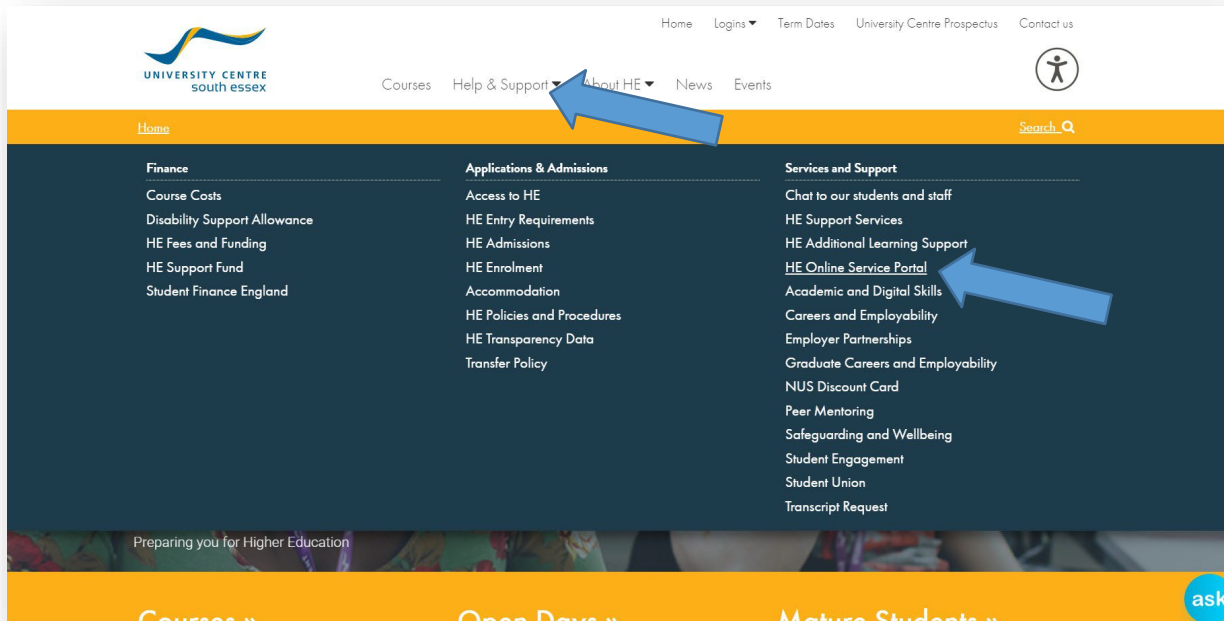 Home Logins Term Dates University Centre Prospectus Contact us
UNIVERSITY CENTRE
south essex
Courses Help & Support About HE News Events
Home Search
Finance
Course Costs
Disability Support Allowance
HE Fees and Funding
HE Support Fund
Student Finance England
Applications & Admissions
Access to HE
HE Entry Requirements
HE Admissions
HE Enrolment
Accommodation
HE Policies and Procedures
HE Transparency Data
Transfer Policy
Services and Support
Chat to our students and staff
HE Support Services
HE Additional Learning Support
HE Online Service Portal
Academic and Digital Skills
Careers and Employability
Employer Partnerships
Graduate Careers and Employability
NUS Discount Card
Peer Mentoring
Safeguarding and Wellbeing
Student Engagement
Student Union
Transcript Request
Preparing you for Higher Education
Courses » Open Days » Mature Students »
ask